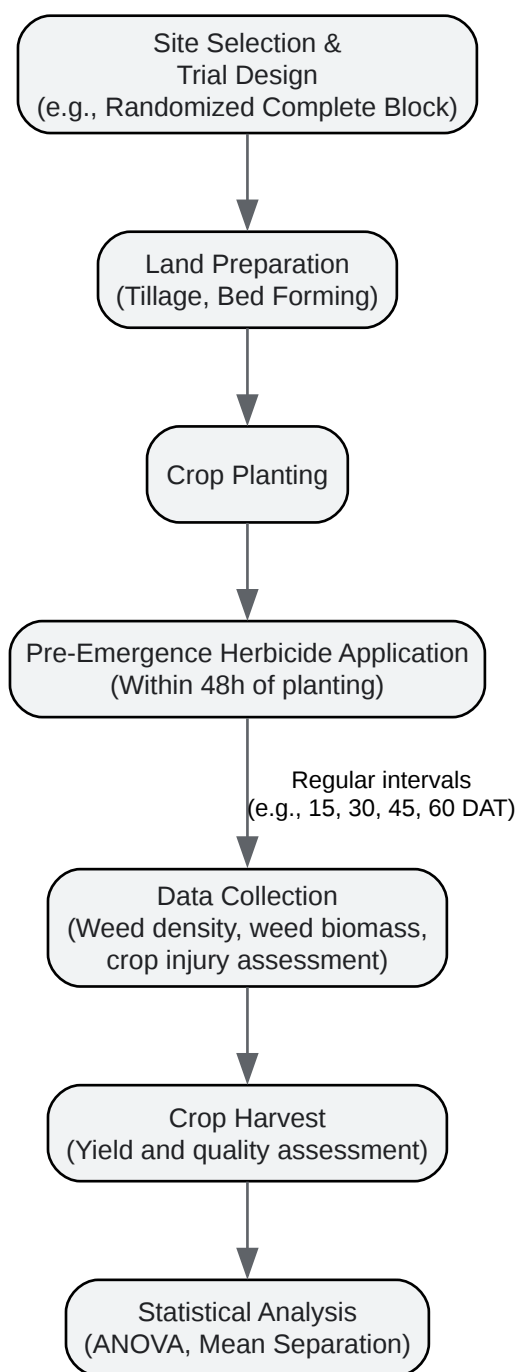 Site Selection &
Trial Design
(e.g., Randomized Complete Block)
Land Preparation
(Tillage, Bed Forming)
Crop Planting
Pre-Emergence Herbicide Application
(Within 48h of planting)
Regular intervals
(e.g., 15, 30, 45, 60 DAT)
Data Collection
(Weed density, weed biomass,
crop injury assessment)
Crop Harvest
(Yield and quality assessment)
Statistical Analysis
(ANOVA, Mean Separation)